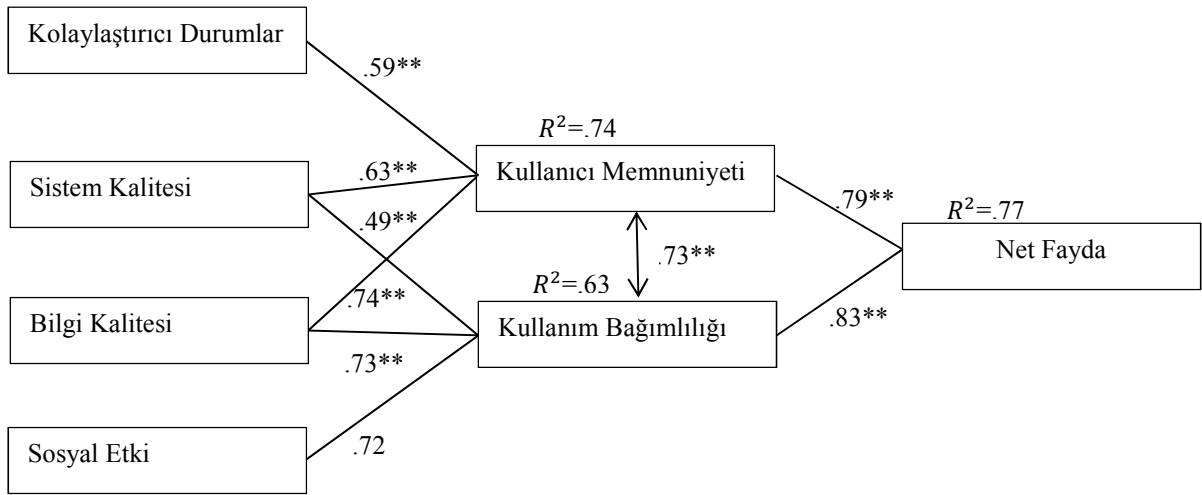 Kolaylaştırıcı Durumlar
.59**
R²=.74
Sistem Kalitesi
.63**
Kullanıcı Memnuniyeti
.49**
.79**
R²=.77
Net Fayda
.73**
R²=.63
.74**
Bilgi Kalitesi
Kullanım Bağımlılığı
.83**
.73**
Sosyal Etki
.72